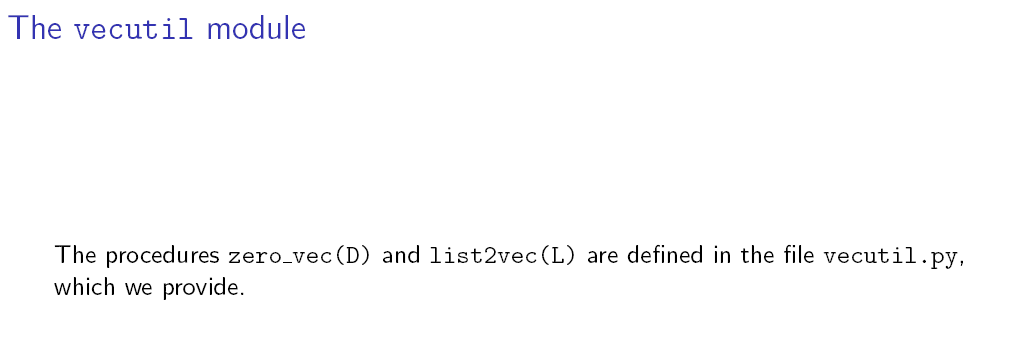 The vecutil module
The procedures zero_vec(D) and list2vec(L) are defined in the file vecutil.py,
which we provide.